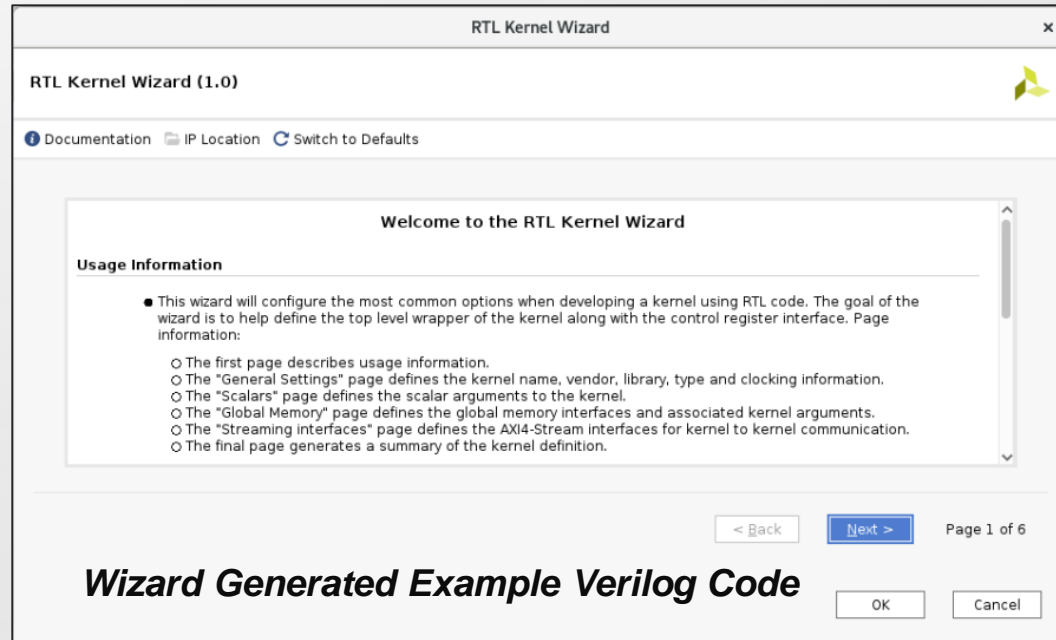 RTL Kernel Wizard
×
RTL Kernel Wizard (1.0)
Documentation IP Location Switch to Defaults
Welcome to the RTL Kernel Wizard
Usage Information
● This wizard will configure the most common options when developing a kernel using RTL code. The goal of the
wizard is to help define the top level wrapper of the kernel along with the control register interface. Page
information:
○ The first page describes usage information.
○ The "General Settings" page defines the kernel name, vendor, library, type and clocking information.
○ The "Scalars" page defines the scalar arguments to the kernel.
○ The "Global Memory" page defines the global memory interfaces and associated kernel arguments.
○ The "Streaming interfaces" page defines the AXI4-Stream interfaces for kernel to kernel communication.
○ The final page generates a summary of the kernel definition.
< Back Next > Page 1 of 6
Wizard Generated Example Verilog Code
OK Cancel